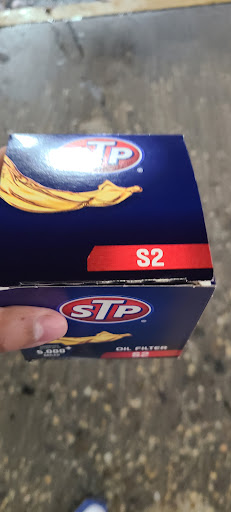 STP
®
S2
STP
®
5,000+
OIL FILTER
S2